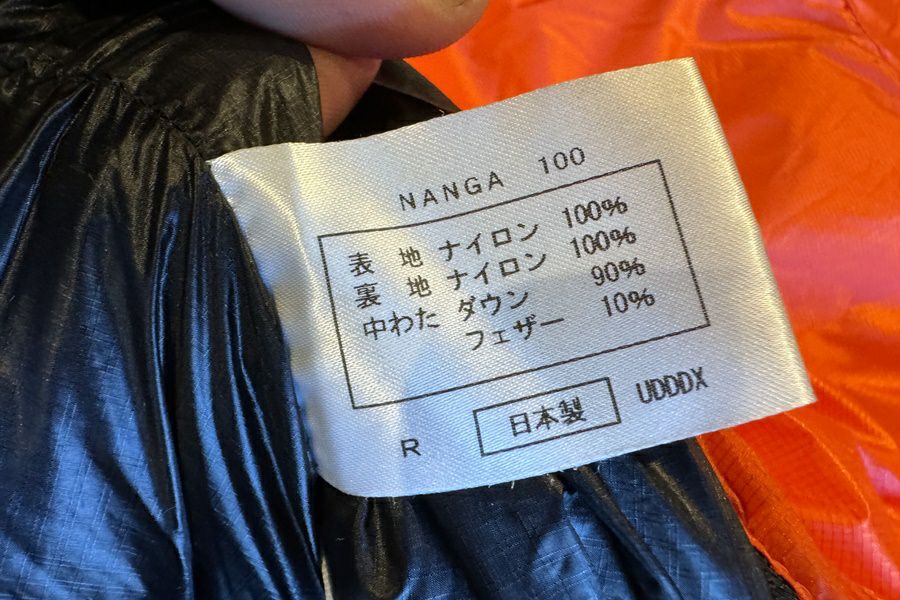 NANGA 100
表 地 ナイロン 100%
裏 地 ナイロン 100%
中わた ダウン 90%
フェザー 10%
R 日本製 UDDDX